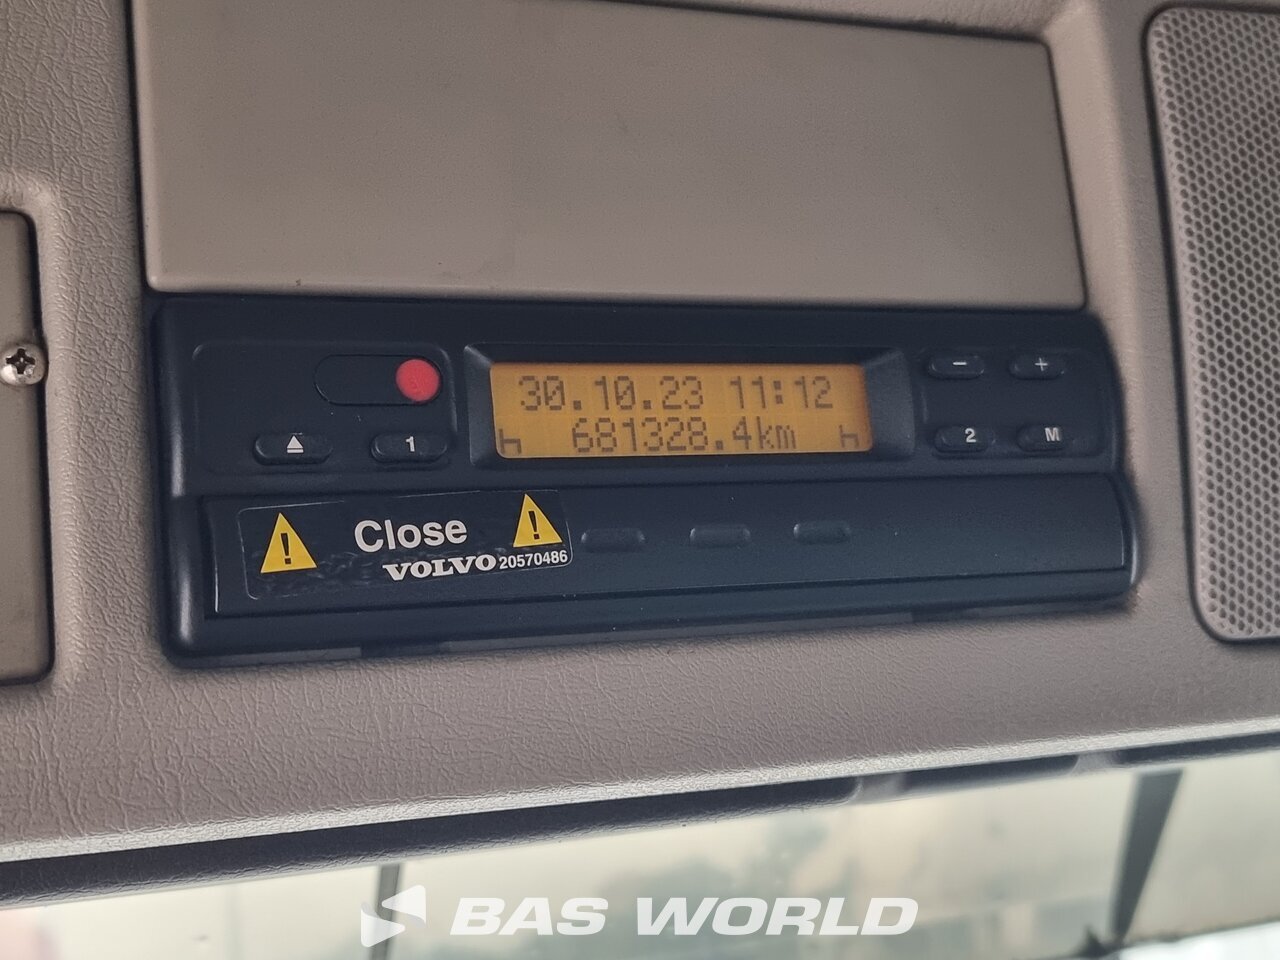 30.10.23 11:12
681328.4km
1
2
M
Close
VOLVO 20570486
BAS WORLD